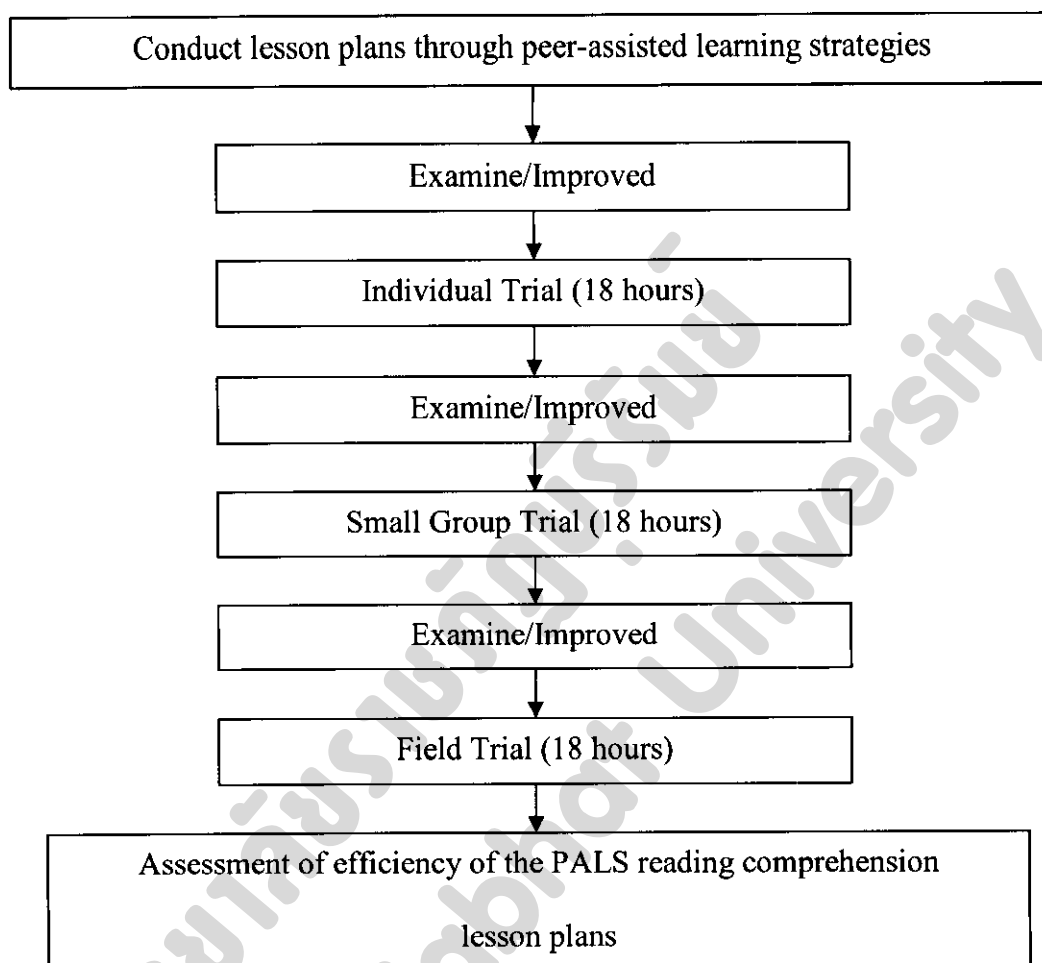 Conduct lesson plans through peer-assisted learning strategies
Examine/Improved
Individual Trial (18 hours)
Examine/Improved
Small Group Trial (18 hours)
Examine/Improved
Field Trial (18 hours)
Assessment of efficiency of the PALS reading comprehension
lesson plans
University